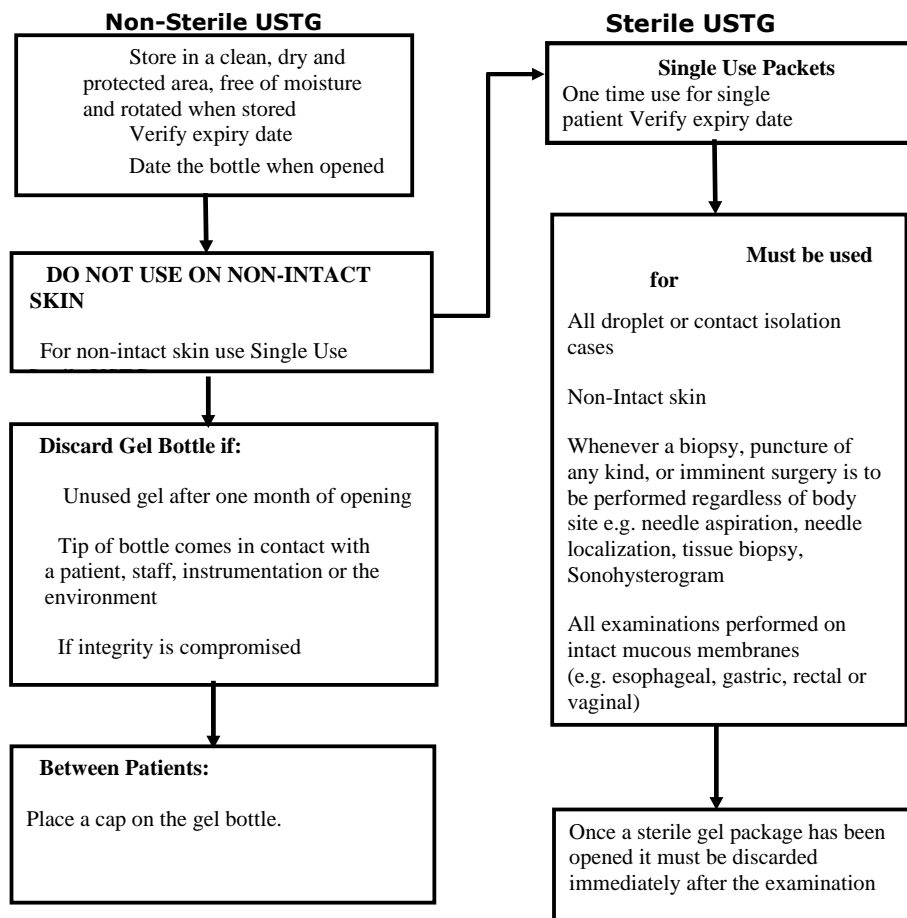 Non-Sterile USTG
Store in a clean, dry and
protected area, free of moisture
and rotated when stored
Verify expiry date
Date the bottle when opened
DO NOT USE ON NON-INTACT
SKIN
For non-intact skin use Single Use
Discard Gel Bottle if:
Unused gel after one month of opening
Tip of bottle comes in contact with
a patient, staff, instrumentation or the
environment
If integrity is compromised
Between Patients:
Place a cap on the gel bottle.
Sterile USTG
Single Use Packets
One time use for single
patient Verify expiry date
Must be used
for
All droplet or contact isolation
cases
Non-Intact skin
Whenever a biopsy, puncture of
any kind, or imminent surgery is to
be performed regardless of body
site e.g. needle aspiration, needle
localization, tissue biopsy,
Sonohysterogram
All examinations performed on
intact mucous membranes
(e.g. esophageal, gastric, rectal or
vaginal)
Once a sterile gel package has been
opened it must be discarded
immediately after the examination